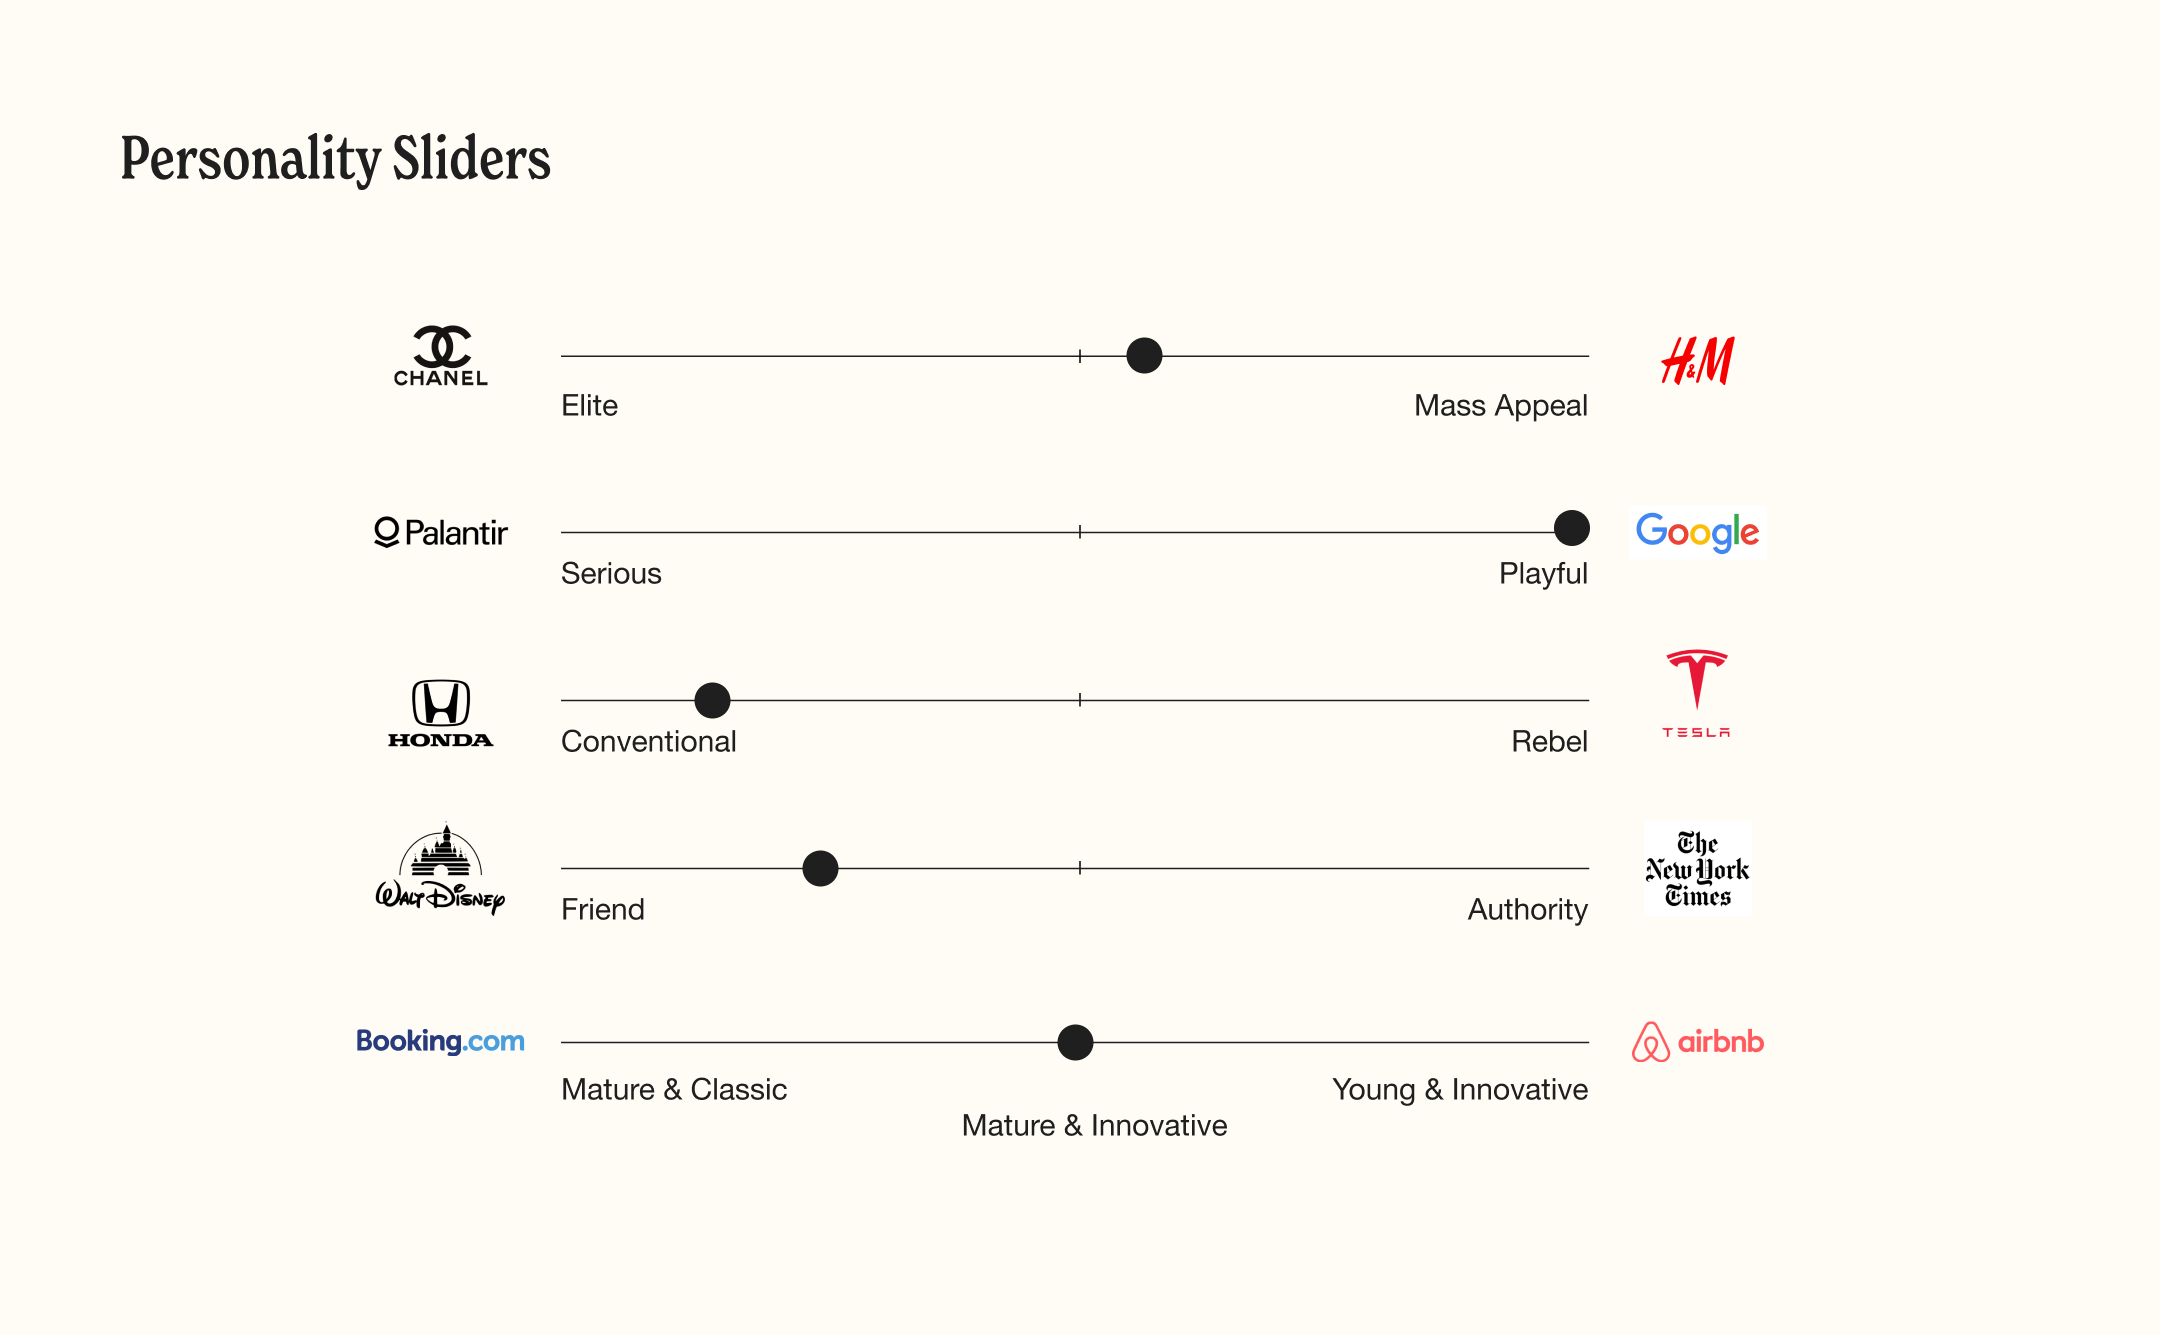 Personality Sliders
CHANEL
H&M
Elite
Mass Appeal
Palantir
Google
Serious
Playful
HONDA
TESLA
Conventional
Rebel
WALT DISNEY
The
New York
Times
Friend
Authority
Booking.com
airbnb
Mature & Classic
Young & Innovative
Mature & Innovative